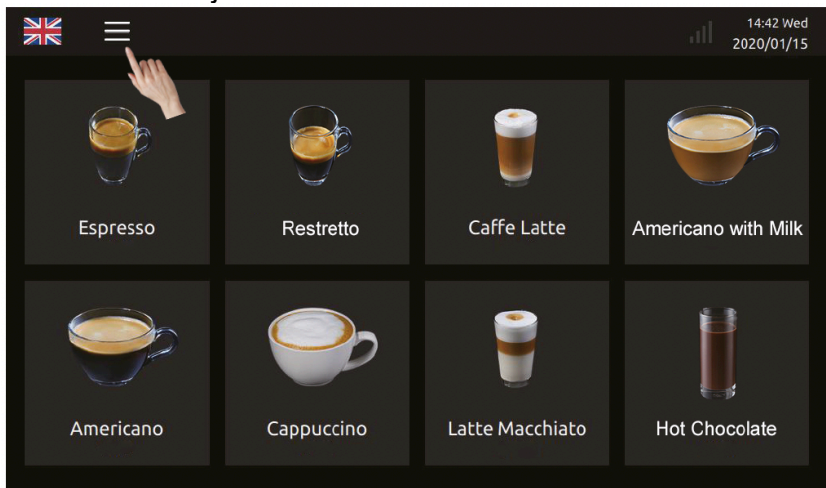 14:42 Wed
2020/01/15
Espresso
Restretto
Caffe Latte
Americano with Milk
Americano
Cappuccino
Latte Macchiato
Hot Chocolate